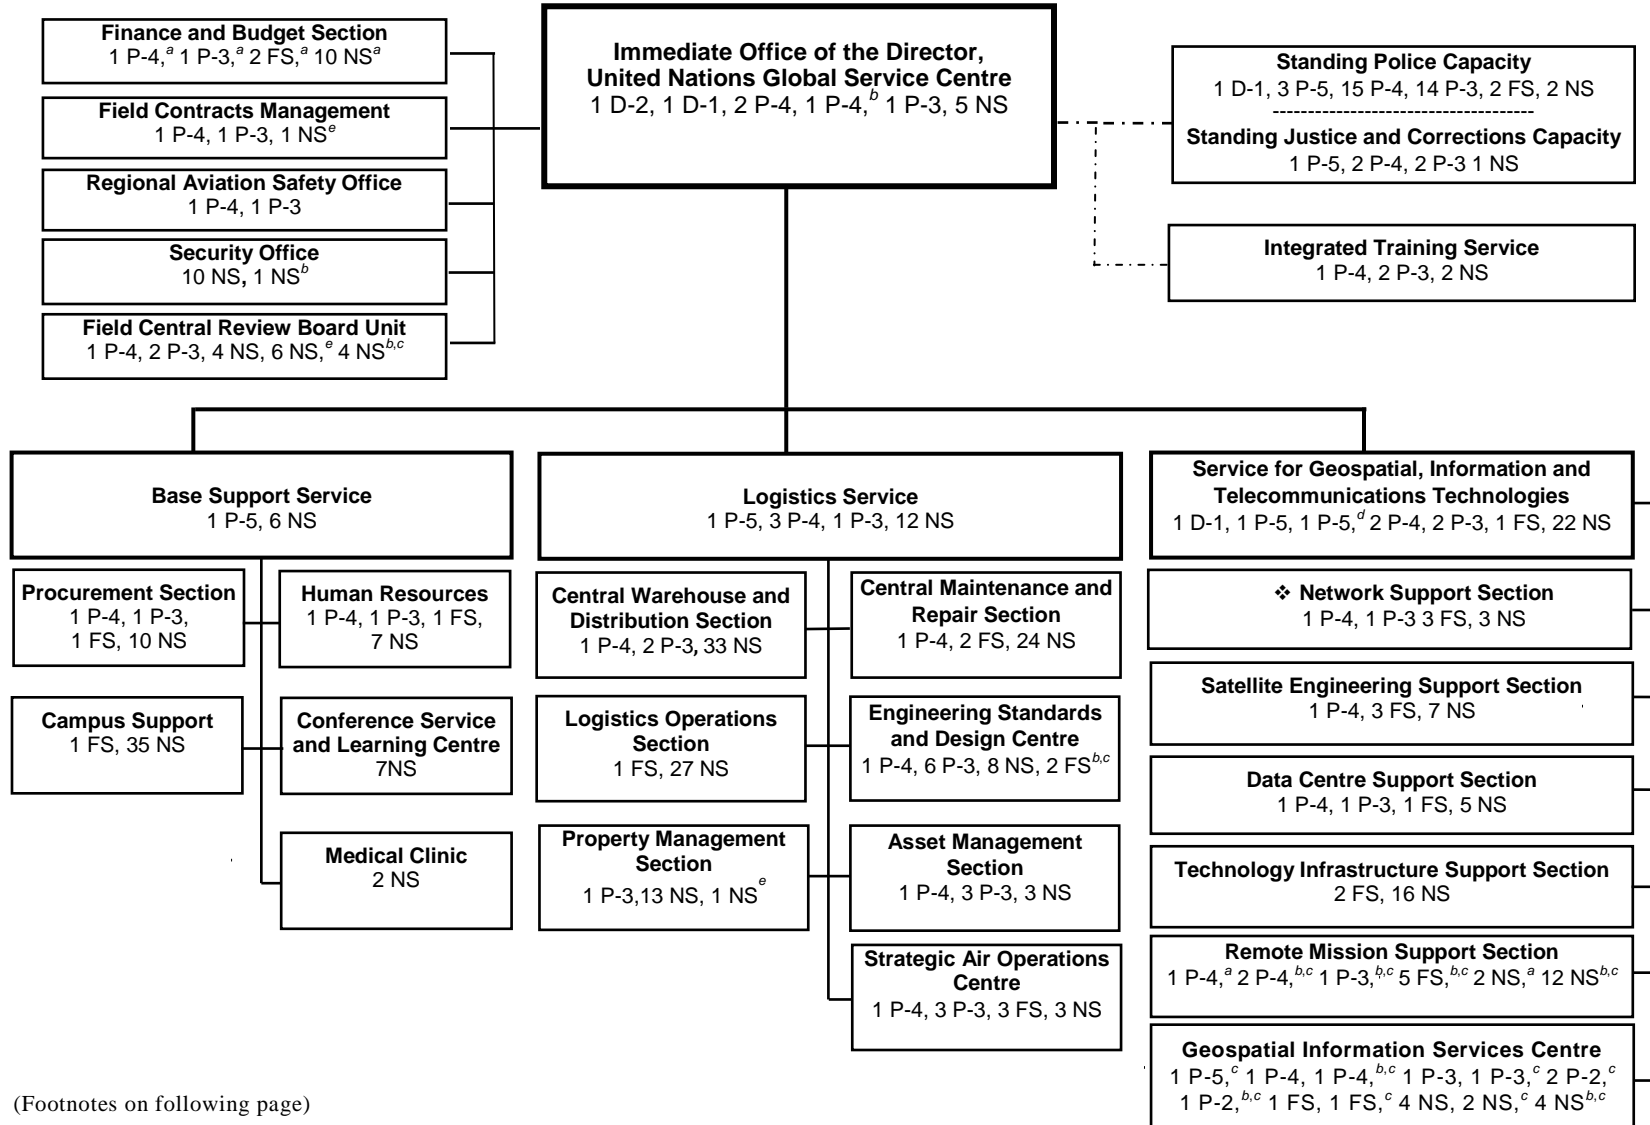 Finance and Budget Section
1 P-4,a 1 P-3,a 2 FS,a 10 NSa
Field Contracts Management
1 P-4, 1 P-3, 1 NSe
Regional Aviation Safety Office
1 P-4, 1 P-3
Security Office
10 NS, 1 NSb
Field Central Review Board Unit
1 P-4, 2 P-3, 4 NS, 6 NS,e 4 NSb,c
Immediate Office of the Director,
United Nations Global Service Centre
1 D-2, 1 D-1, 2 P-4, 1 P-4,b 1 P-3, 5 NS
Standing Police Capacity
1 D-1, 3 P-5, 15 P-4, 14 P-3, 2 FS, 2 NS
-------------------------------------
Standing Justice and Corrections Capacity
1 P-5, 2 P-4, 2 P-3 1 NS
Integrated Training Service
1 P-4, 2 P-3, 2 NS
Base Support Service
1 P-5, 6 NS
Procurement Section
1 P-4, 1 P-3,
1 FS, 10 NS
Human Resources
1 P-4, 1 P-3, 1 FS,
7 NS
Campus Support
1 FS, 35 NS
Conference Service
and Learning Centre
7NS
Medical Clinic
2 NS
Logistics Service
1 P-5, 3 P-4, 1 P-3, 12 NS
Central Warehouse and
Distribution Section
1 P-4, 2 P-3, 33 NS
Central Maintenance and
Repair Section
1 P-4, 2 FS, 24 NS
Logistics Operations
Section
1 FS, 27 NS
Engineering Standards
and Design Centre
1 P-4, 6 P-3, 8 NS, 2 FSb,c
Property Management
Section
1 P-3,13 NS, 1 NSe
Asset Management
Section
1 P-4, 3 P-3, 3 NS
Strategic Air Operations
Centre
1 P-4, 3 P-3, 3 FS, 3 NS
Service for Geospatial, Information and
Telecommunications Technologies
1 D-1, 1 P-5, 1 P-5,d 2 P-4, 2 P-3, 1 FS, 22 NS
❖ Network Support Section
1 P-4, 1 P-3 3 FS, 3 NS
Satellite Engineering Support Section
1 P-4, 3 FS, 7 NS
Data Centre Support Section
1 P-4, 1 P-3, 1 FS, 5 NS
Technology Infrastructure Support Section
2 FS, 16 NS
Remote Mission Support Section
1 P-4,a 2 P-4,b,c 1 P-3,b,c 5 FS,b,c 2 NS,a 12 NSb,c
Geospatial Information Services Centre
1 P-5,c 1 P-4, 1 P-4,b,c 1 P-3, 1 P-3,c 2 P-2,c
1 P-2,b,c 1 FS, 1 FS,c 4 NS, 2 NS,c 4 NSb,c
(Footnotes on following page)